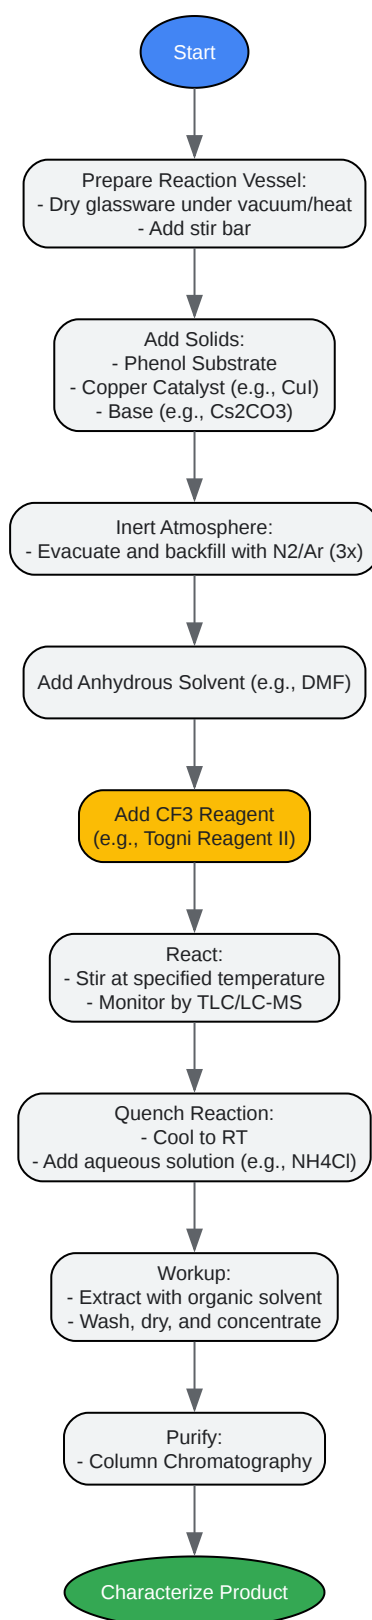 Start
Prepare Reaction Vessel:
- Dry glassware under vacuum/heat
- Add stir bar
Add Solids:
- Phenol Substrate
- Copper Catalyst (e.g., CuI)
- Base (e.g., Cs2CO3)
Inert Atmosphere:
- Evacuate and backfill with N2/Ar (3x)
Add Anhydrous Solvent (e.g., DMF)
Add CF3 Reagent
(e.g., Togni Reagent II)
React:
- Stir at specified temperature
- Monitor by TLC/LC-MS
Quench Reaction:
- Cool to RT
- Add aqueous solution (e.g., NH4Cl)
Workup:
- Extract with organic solvent
- Wash, dry, and concentrate
Purify:
- Column Chromatography
Characterize Product